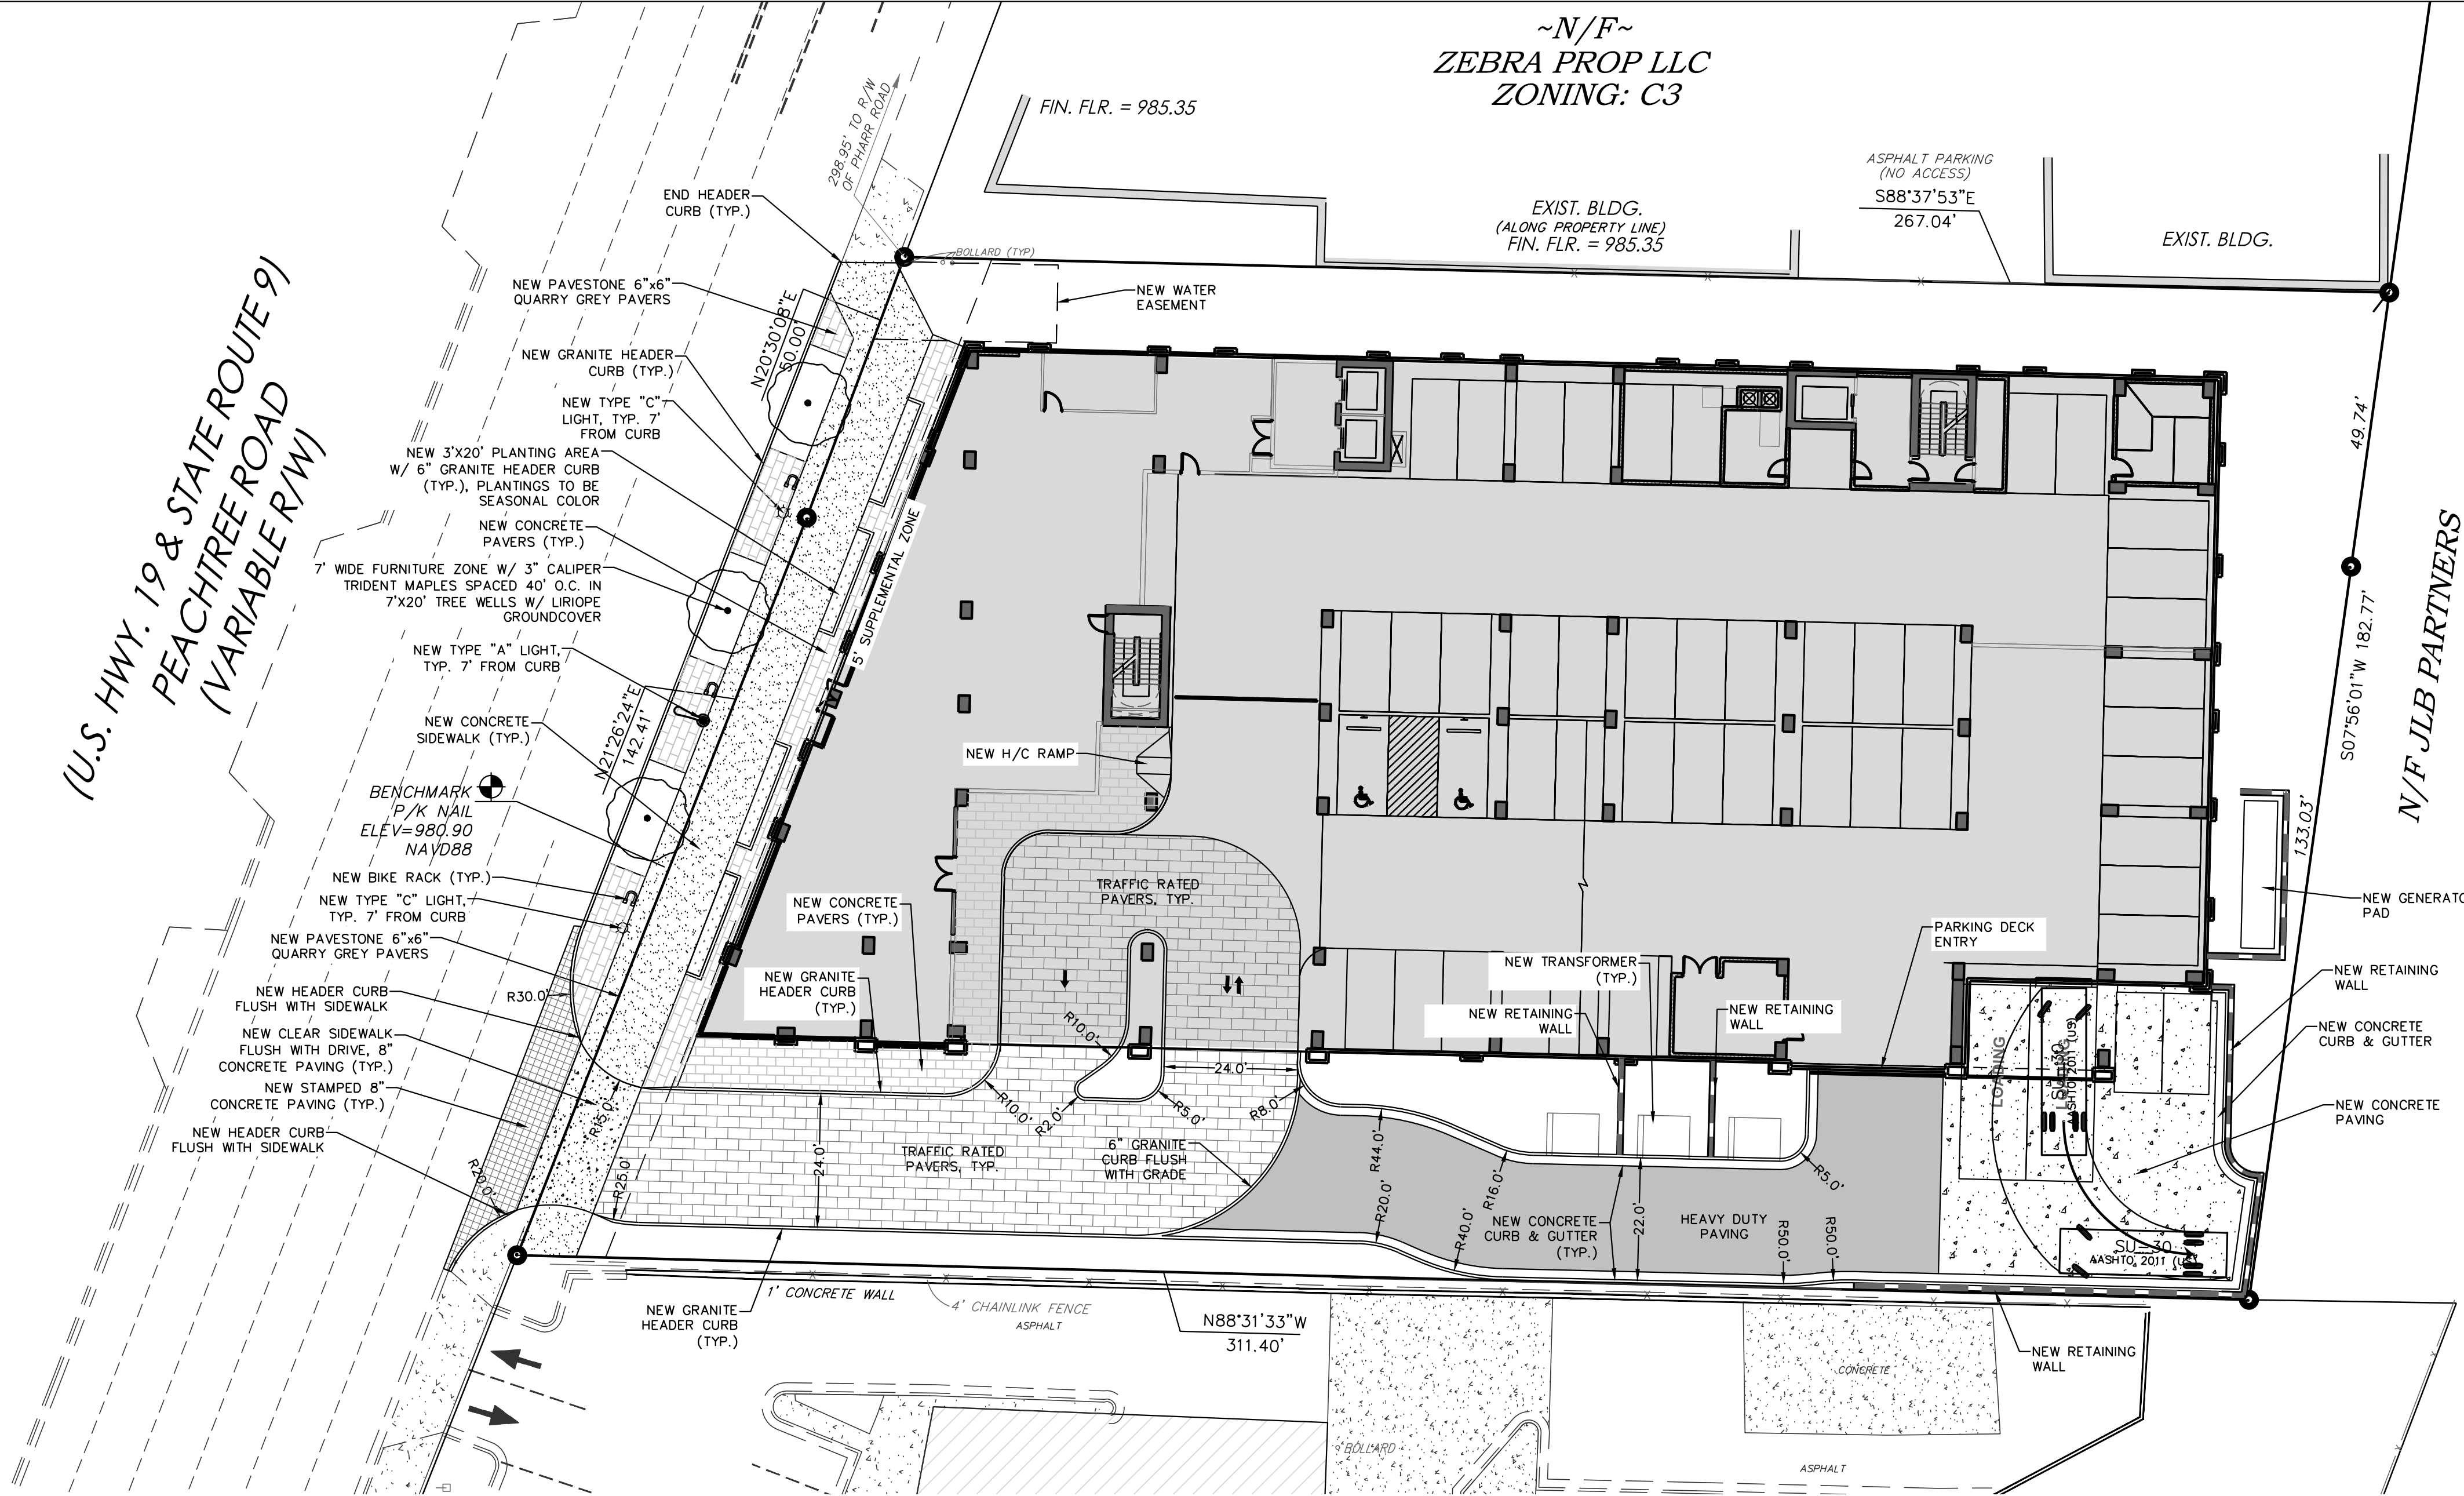 ~N/F~
ZEBRA PROP LLC
ZONING: C3
FIN. FLR. = 985.35
298.95' TO R/W
OF PHARR ROAD
ASPHALT PARKING
(NO ACCESS)
S88°37'53"E
267.04'
EXIST. BLDG.
(ALONG PROPERTY LINE)
FIN. FLR. = 985.35
EXIST. BLDG.
END HEADER
CURB (TYP.)
BOLLARD (TYP)
NEW WATER
EASEMENT
NEW PAVESTONE 6"x6"
QUARRY GREY PAVERS
N20°30'08"E
50.00'
NEW GRANITE HEADER
CURB (TYP.)
NEW TYPE "C"
LIGHT, TYP. 7'
FROM CURB
NEW 3'X20' PLANTING AREA
W/ 6" GRANITE HEADER CURB
(TYP.), PLANTINGS TO BE
SEASONAL COLOR
NEW CONCRETE
PAVERS (TYP.)
7' WIDE FURNITURE ZONE W/ 3" CALIPER
TRIDENT MAPLES SPACED 40' O.C. IN
7'X20' TREE WELLS W/ LIRIOPE
GROUNDCOVER
NEW TYPE "A" LIGHT,
TYP. 7' FROM CURB
NEW CONCRETE
SIDEWALK (TYP.)
N21°26'24"E
142.41'
5' SUPPLEMENTAL ZONE
(U.S. HWY. 19 & STATE ROUTE 9)
PEACHTREE ROAD
(VARIABLE R/W)
BENCHMARK
P/K NAIL
ELEV=980.90
NAVD88
NEW BIKE RACK (TYP.)
NEW TYPE "C" LIGHT,
TYP. 7' FROM CURB
NEW PAVESTONE 6"x6"
QUARRY GREY PAVERS
NEW HEADER CURB
FLUSH WITH SIDEWALK
NEW CLEAR SIDEWALK
FLUSH WITH DRIVE, 8"
CONCRETE PAVING (TYP.)
NEW STAMPED 8"
CONCRETE PAVING (TYP.)
NEW HEADER CURB
FLUSH WITH SIDEWALK
R30.0'
R15.0'
R20.0'
R25.0'
NEW H/C RAMP
NEW CONCRETE
PAVERS (TYP.)
NEW GRANITE
HEADER CURB
(TYP.)
TRAFFIC RATED
PAVERS, TYP.
R10.0'
24.0'
R10.0'
R2.0'
R5.0'
R8.0'
24.0'
TRAFFIC RATED
PAVERS, TYP.
6" GRANITE
CURB FLUSH
WITH GRADE
NEW TRANSFORMER
(TYP.)
NEW RETAINING
WALL
NEW RETAINING
WALL
PARKING DECK
ENTRY
R44.0'
R20.0'
R16.0'
R40.0'
NEW CONCRETE
CURB & GUTTER
(TYP.)
22.0'
HEAVY DUTY
PAVING
R5.0'
R50.0'
R50.0'
LOADING
SU-30
AASHTO 2011 (US)
SU-30
AASHTO 2011 (US)
49.74'
S07°56'01"W 182.77'
133.03'
N/F JLB PARTNERS
NEW GENERATO
PAD
NEW RETAINING
WALL
NEW CONCRETE
CURB & GUTTER
NEW CONCRETE
PAVING
NEW RETAINING
WALL
1' CONCRETE WALL
4' CHAINLINK FENCE
ASPHALT
NEW GRANITE
HEADER CURB
(TYP.)
N88°31'33"W
311.40'
CONCRETE
BOLLARD
ASPHALT